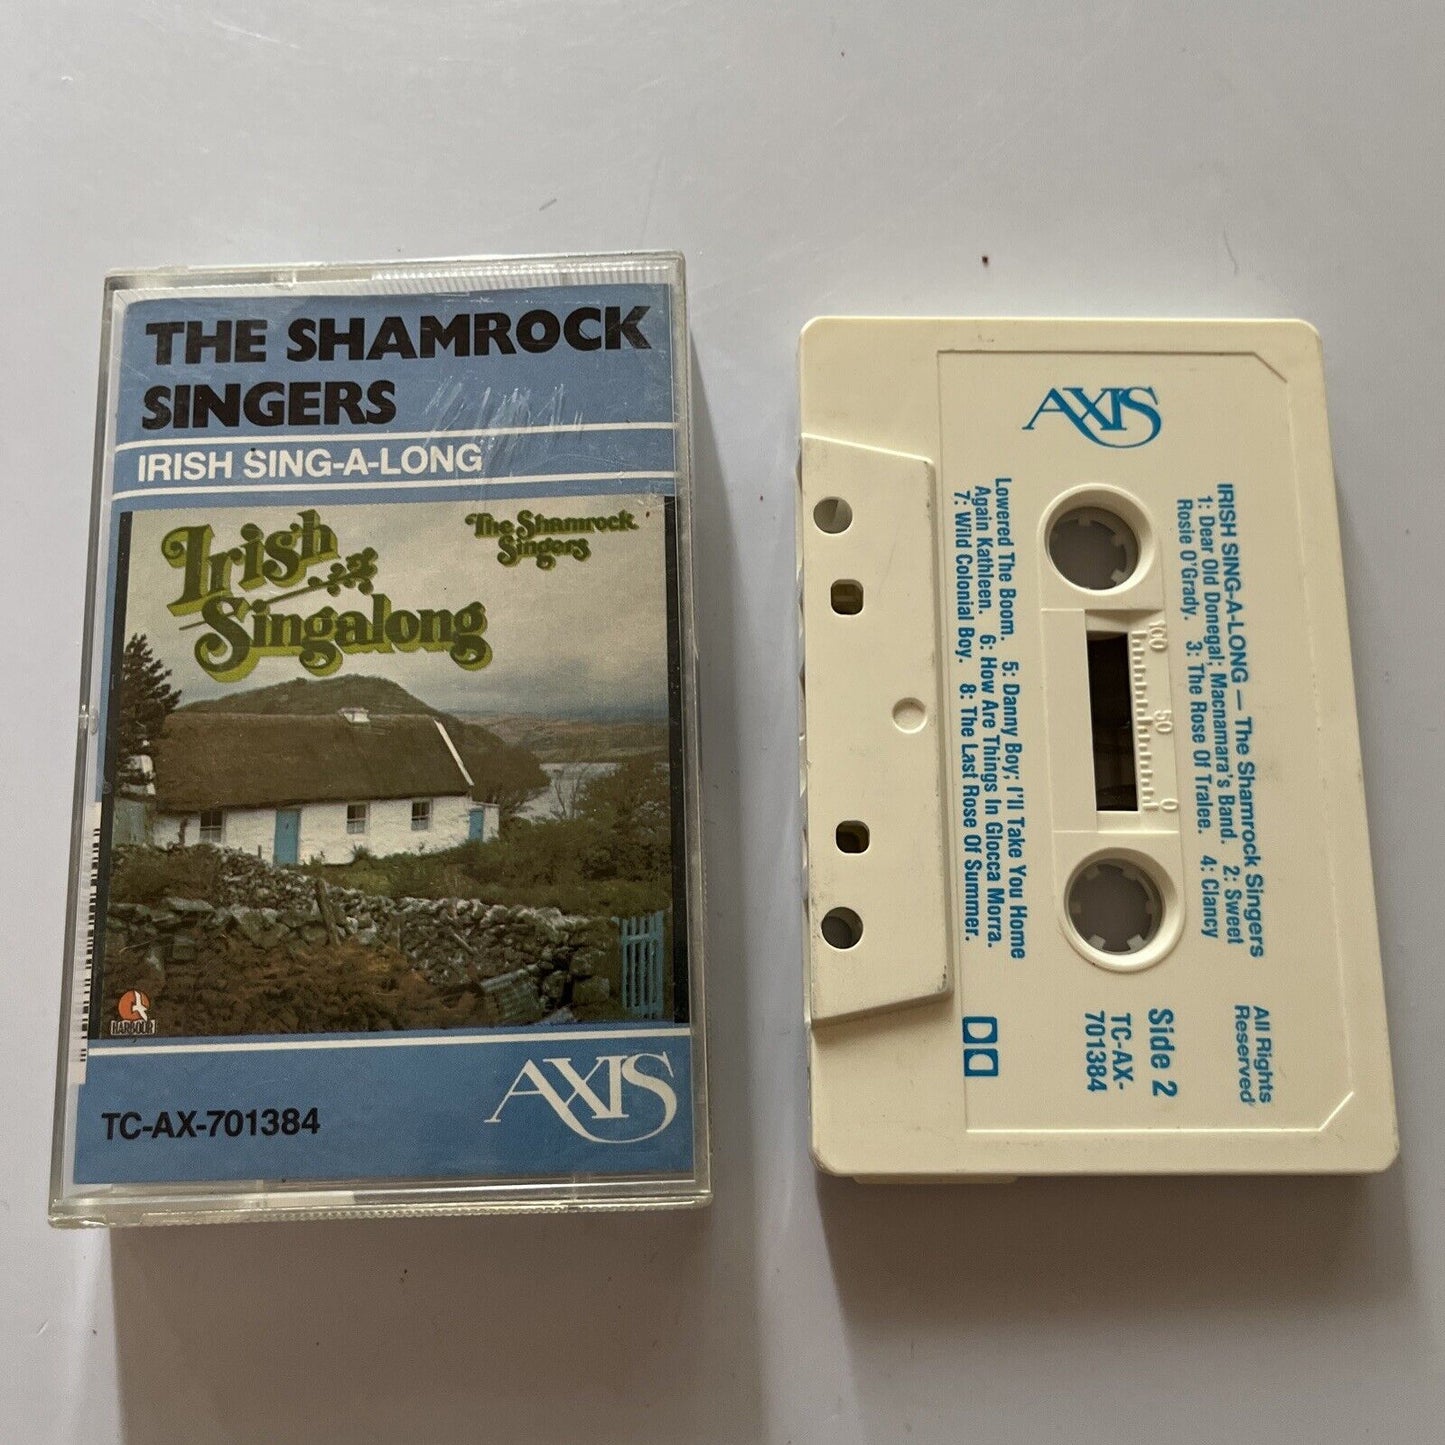 THE SHAMROCK
SINGERS
IRISH SING-A-LONG
Irish
Singalong
The Shamrock
Singers
HARBOUR
TC-AX-701384
AXIS
AXIS
IRISH SING-A-LONG — The Shamrock Singers
1: Dear Old Donegal; Macnamara's Band. 2: Sweet
Rosie O'Grady. 3: The Rose Of Tralee. 4: Clancy
100 50 0
Lowered The Boom. 5: Danny Boy; I'll Take You Home
Again Kathleen. 6: How Are Things In Glocca Morra.
7: Wild Colonial Boy. 8: The Last Rose Of Summer.
All Rights
Reserved
Side 2
TC-AX-
701384